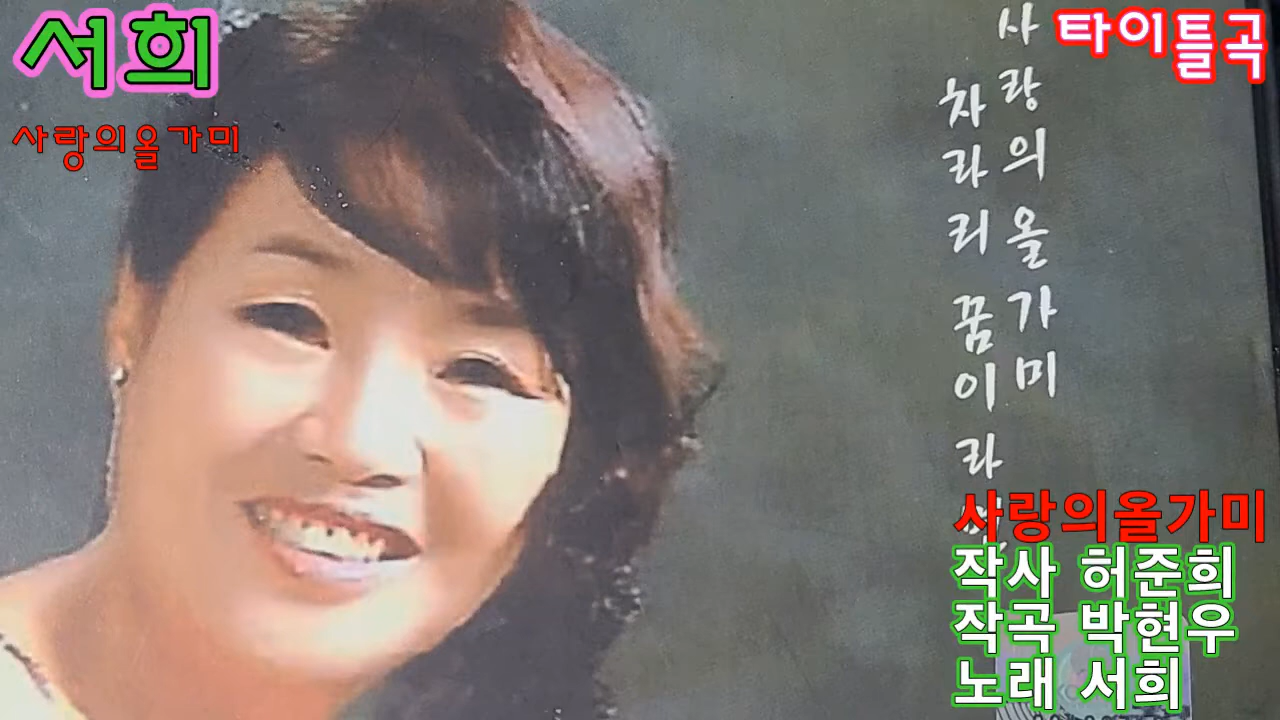 서희
사랑의올가미
타이틀곡
사랑의 올가미
차라리 꿈이라
사랑의올가미
작사 허준희
작곡 박현우
노래 서희